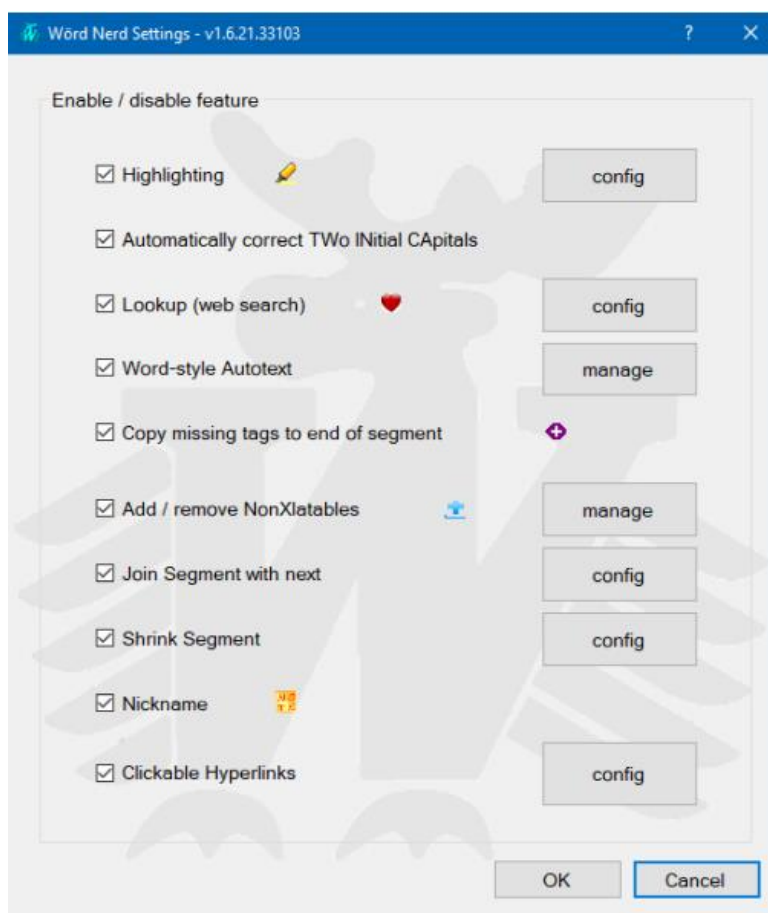 Wörd Nerd Settings - v1.6.21.33103 ?
Enable / disable feature
Highlighting config
Automatically correct TWo INitial CApitals
Lookup (web search) config
Word-style Autotext manage
Copy missing tags to end of segment
Add / remove NonXlatables manage
Join Segment with next config
Shrink Segment config
Nickname
Clickable Hyperlinks config
OK Cancel